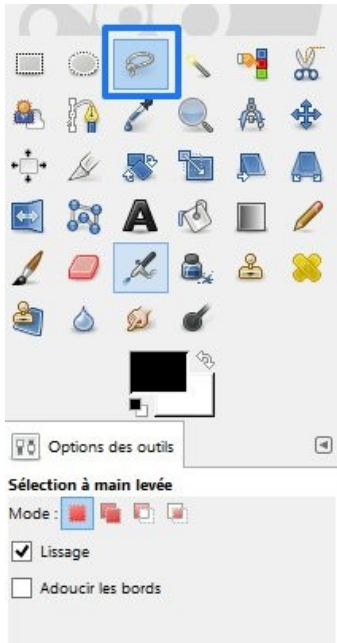 Options des outils
Sélection à main levée
Mode :
Lissage
Adoucir les bords